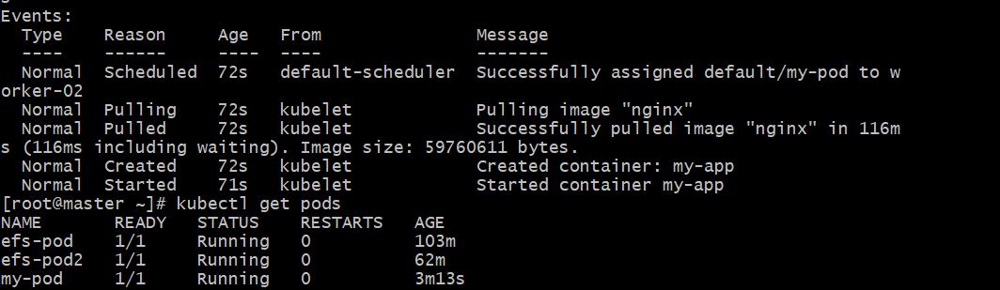 Events:
  Type    Reason     Age   From               Message
  ----    ------     ----  ----               -------
  Normal  Scheduled  72s   default-scheduler  Successfully assigned default/my-pod to w
orker-02
  Normal  Pulling    72s   kubelet            Pulling image "nginx"
  Normal  Pulled     72s   kubelet            Successfully pulled image "nginx" in 116m
s (116ms including waiting). Image size: 59760611 bytes.
  Normal  Created    72s   kubelet            Created container: my-app
  Normal  Started    71s   kubelet            Started container my-app
[root@master ~]# kubectl get pods
NAME       READY   STATUS    RESTARTS   AGE
efs-pod    1/1     Running   0          103m
efs-pod2   1/1     Running   0          62m
my-pod     1/1     Running   0          3m13s